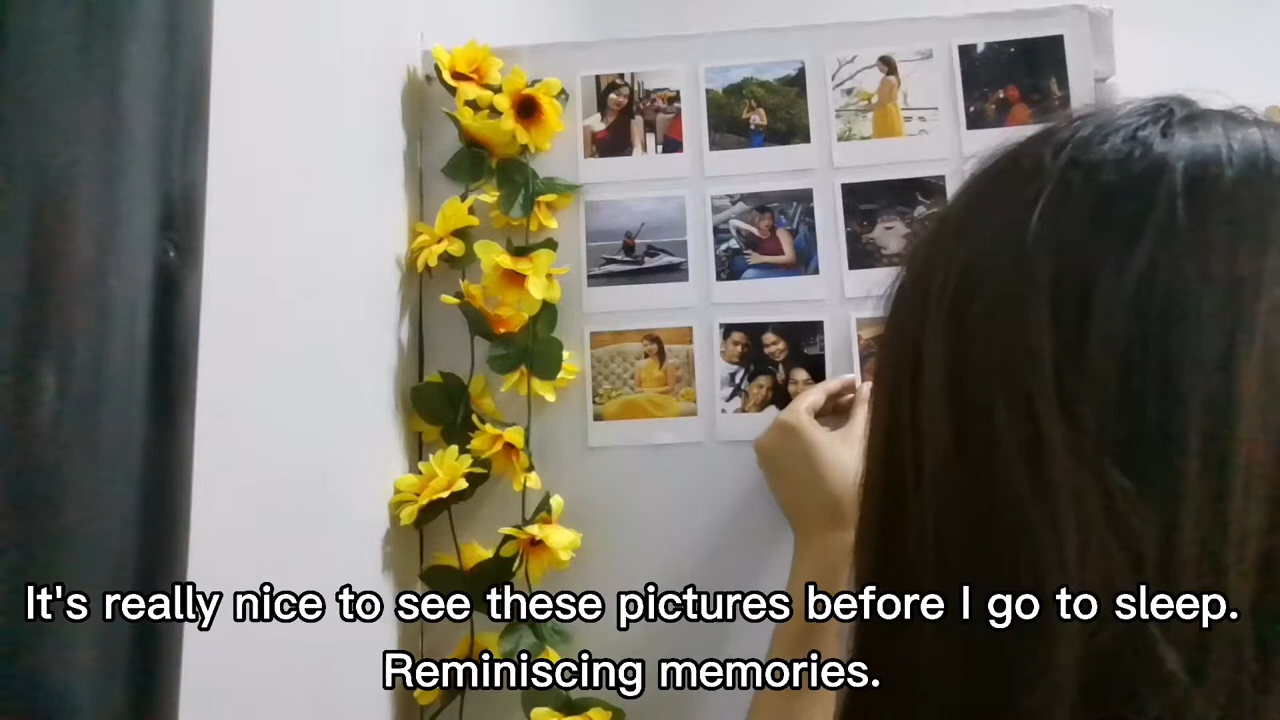 It's really nice to see these pictures before I go to sleep.
Reminiscing memories.